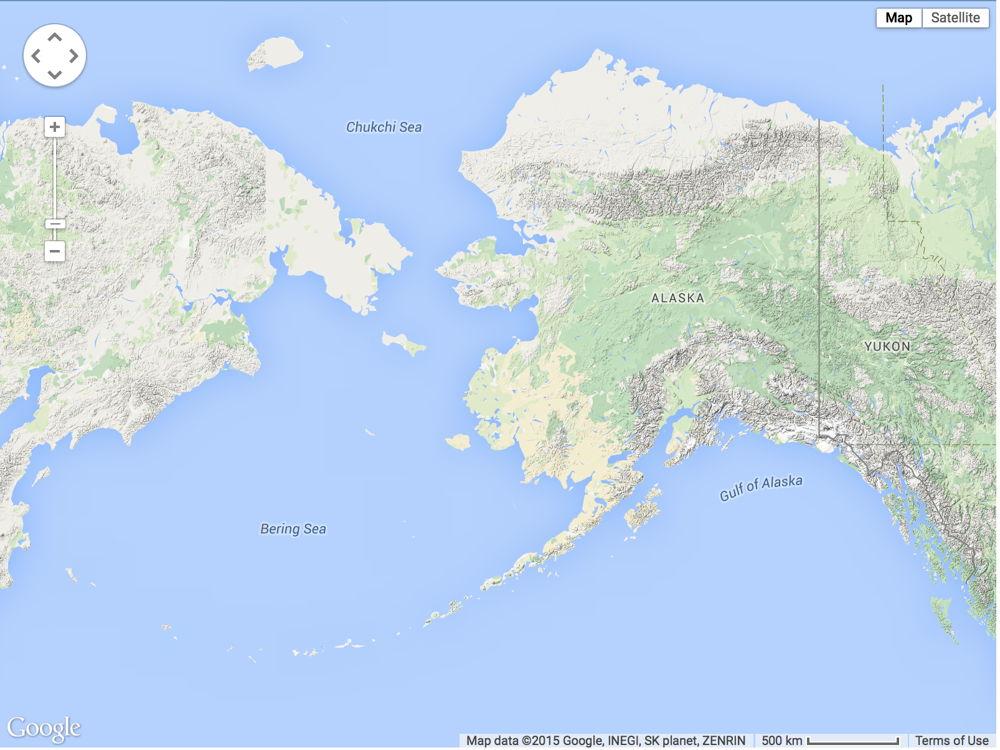 Map Satellite
Chukchi Sea
ALASKA
YUKON
Gulf of Alaska
Bering Sea
Google
Map data ©2015 Google, INEGI, SK planet, ZENRIN 500 km Terms of Use